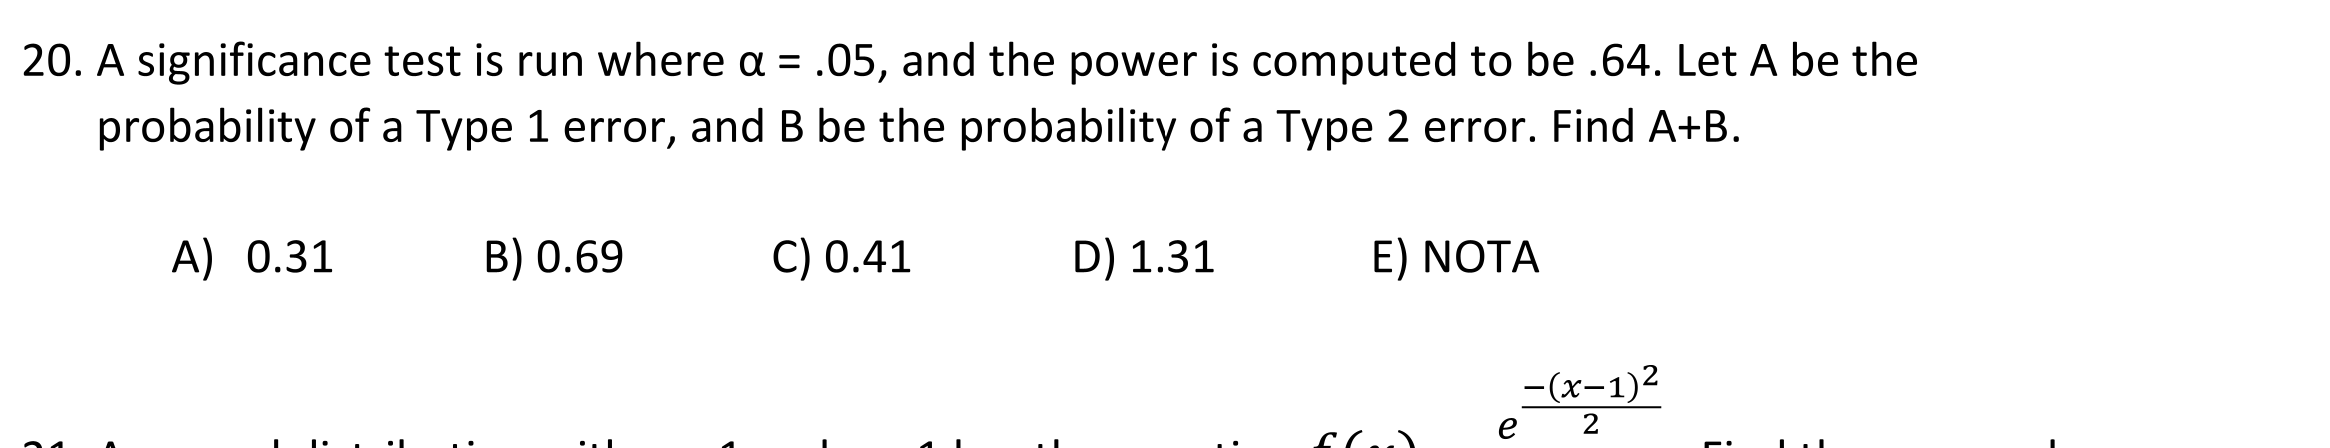 20. A significance test is run where α = .05, and the power is computed to be .64. Let A be the
probability of a Type 1 error, and B be the probability of a Type 2 error. Find A+B.
A) 0.31 B) 0.69 C) 0.41 D) 1.31 E) NOTA
e^{\frac{-(x-1)^2}{2}}